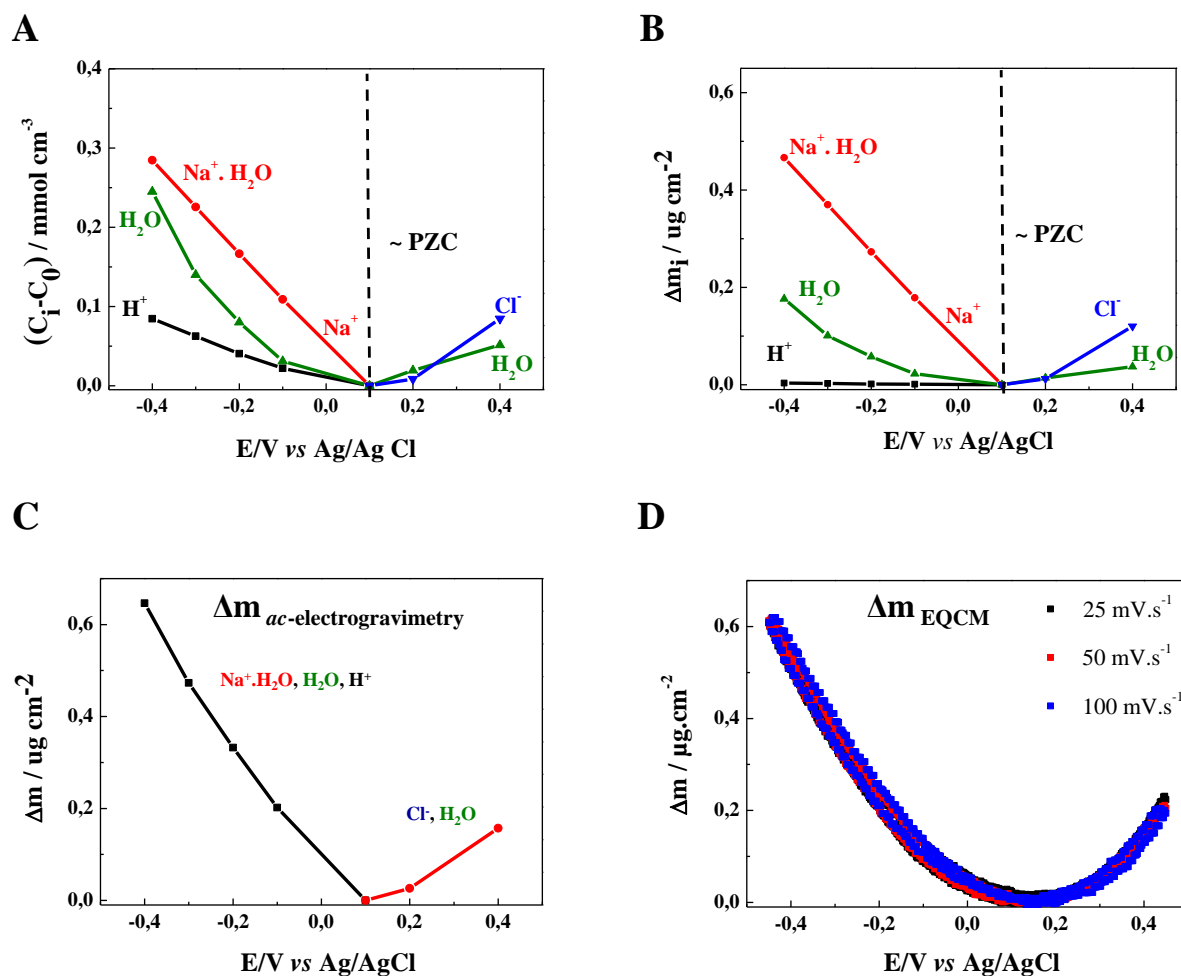 A
(Cᵢ-C₀) / mmol cm⁻³
0,4
0,3
0,2
0,1
0,0
-0,4 -0,2 0,0 0,2 0,4
E/V vs Ag/Ag Cl
Na⁺. H₂O
H₂O
H⁺
Na⁺
~ PZC
Cl⁻
H₂O
B
Δmᵢ / ug cm⁻²
0,6
0,4
0,2
0,0
-0,4 -0,2 0,0 0,2 0,4
E/V vs Ag/AgCl
Na⁺. H₂O
H₂O
H⁺
Na⁺
~ PZC
Cl⁻
H₂O
C
Δm / ug cm⁻²
0,6
0,4
0,2
0,0
-0,4 -0,2 0,0 0,2 0,4
E/V vs Ag/AgCl
Δm ac-electrogravimetry
Na⁺.H₂O, H₂O, H⁺
Cl⁻, H₂O
D
Δm / μg.cm⁻²
0,6
0,4
0,2
0,0
-0,4 -0,2 0,0 0,2 0,4
E/V vs Ag/AgCl
Δm EQCM
25 mV.s⁻¹
50 mV.s⁻¹
100 mV.s⁻¹